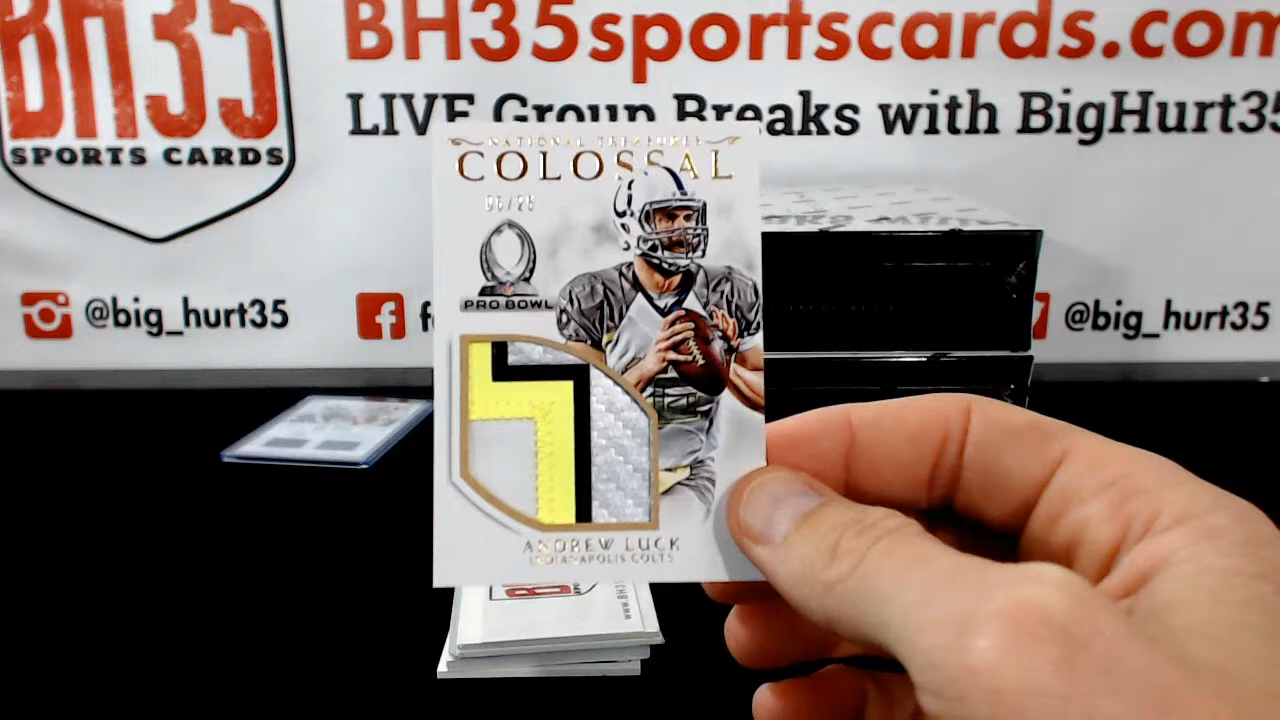 BH35
SPORTS CARDS
BH35sportscards.com
LIVE Group Breaks with BigHurt35
@big_hurt35
f
@big_hurt35
NATIONAL TREASURES
COLOSSAL
PRO BOWL
ANDREW LUCK
INDIANAPOLIS COLTS